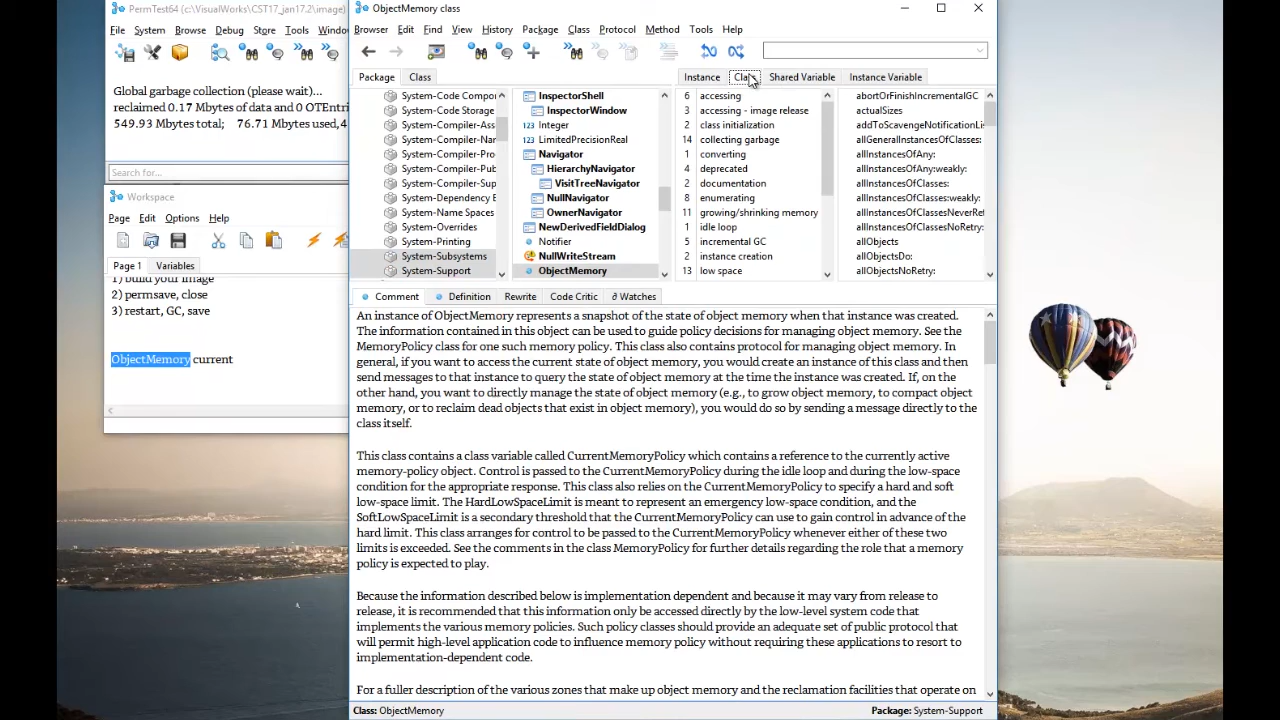 PermTest64 (c:\VisualWorks\CST17_jan17.2\image)
File System Browse Debug Store Tools Windo
Global garbage collection (please wait)...
reclaimed 0.17 Mbytes of data and 0 OTEntri
549.93 Mbytes total; 76.71 Mbytes used,4
Search for...
Workspace
Page Edit Options Help
Page 1 Variables
1) build your image
2) permsave, close
3) restart, GC, save
ObjectMemory current
ObjectMemory class
Browser Edit Find View History Package Class Protocol Method Tools Help
Package Class
Instance Class Shared Variable Instance Variable
System-Code Compor
System-Code Storage
System-Compiler-Ass
System-Compiler-Nar
System-Compiler-Pro
System-Compiler-Pub
System-Compiler-Sup
System-Dependency E
System-Name Spaces
System-Overrides
System-Printing
System-Subsystems
System-Support
InspectorShell
InspectorWindow
123 Integer
123 LimitedPrecisionReal
Navigator
HierarchyNavigator
VisitTreeNavigator
NullNavigator
OwnerNavigator
NewDerivedFieldDialog
Notifier
NullWriteStream
ObjectMemory
6 accessing
3 accessing - image release
2 class initialization
14 collecting garbage
1 converting
4 deprecated
2 documentation
8 enumerating
11 growing/shrinking memory
1 idle loop
5 incremental GC
2 instance creation
13 low space
abortOrFinishIncrementalGC
actualSizes
addToScavengeNotificationLis
allGeneralInstancesOfClasses:
allInstancesOfAny:
allInstancesOfAny:weakly:
allInstancesOfClasses:
allInstancesOfClasses:weakly:
allInstancesOfClassesNeverRet
allInstancesOfClassesNoRetry:
allObjects
allObjectsDo:
allObjectsNoRetry:
Comment Definition Rewrite Code Critic ∂ Watches
An instance of ObjectMemory represents a snapshot of the state of object memory when that instance was created.
The information contained in this object can be used to guide policy decisions for managing object memory. See the
MemoryPolicy class for one such memory policy. This class also contains protocol for managing object memory. In
general, if you want to access the current state of object memory, you would create an instance of this class and then
send messages to that instance to query the state of object memory at the time the instance was created. If, on the
other hand, you want to directly manage the state of object memory (e.g., to grow object memory, to compact object
memory, or to reclaim dead objects that exist in object memory), you would do so by sending a message directly to the
class itself.
This class contains a class variable called CurrentMemoryPolicy which contains a reference to the currently active
memory-policy object. Control is passed to the CurrentMemoryPolicy during the idle loop and during the low-space
condition for the appropriate response. This class also relies on the CurrentMemoryPolicy to specify a hard and soft
low-space limit. The HardLowSpaceLimit is meant to represent an emergency low-space condition, and the
SoftLowSpaceLimit is a secondary threshold that the CurrentMemoryPolicy can use to gain control in advance of the
hard limit. This class arranges for control to be passed to the CurrentMemoryPolicy whenever either of these two
limits is exceeded. See the comments in the class MemoryPolicy for further details regarding the role that a memory
policy is expected to play.
Because the information described below is implementation dependent and because it may vary from release to
release, it is recommended that this information only be accessed directly by the low-level system code that
implements the various memory policies. Such policy classes should provide an adequate set of public protocol that
will permit high-level application code to influence memory policy without requiring these applications to resort to
implementation-dependent code.
For a fuller description of the various zones that make up object memory and the reclamation facilities that operate on
Class: ObjectMemory Package: System-Support